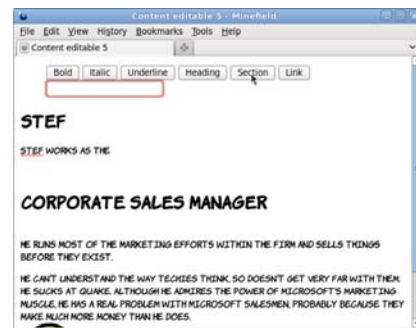 Content editable 5 - Minefield
File Edit View History Bookmarks Tools Help
Content editable 5
Bold Italic Underline Heading Section Link
STEF
STEF WORKS AS THE
CORPORATE SALES MANAGER
HE RUNS MOST OF THE MARKETING EFFORTS WITHIN THE FIRM AND SELLS THINGS
BEFORE THEY EXIST.
HE CAN'T UNDERSTAND THE WAY TECHIES THINK, SO DOESN'T GET VERY FAR WITH THEM.
HE SUCKS AT QUAKE. ALTHOUGH HE ADMIRES THE POWER OF MICROSOFT'S MARKETING
MUSCLE, HE HAS A REAL PROBLEM WITH MICROSOFT SALESMEN, PROBABLY BECAUSE THEY
MAKE MUCH MORE MONEY THAN HE DOES.